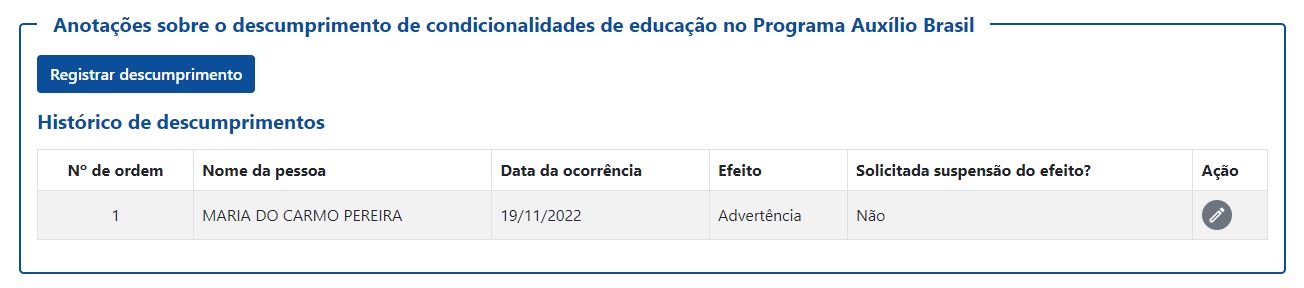 Anotações sobre o descumprimento de condicionalidades de educação no Programa Auxílio Brasil
Registrar descumprimento
Histórico de descumprimentos
Nº de ordem Nome da pessoa Data da ocorrência Efeito Solicitada suspensão do efeito? Ação
1 MARIA DO CARMO PEREIRA 19/11/2022 Advertência Não